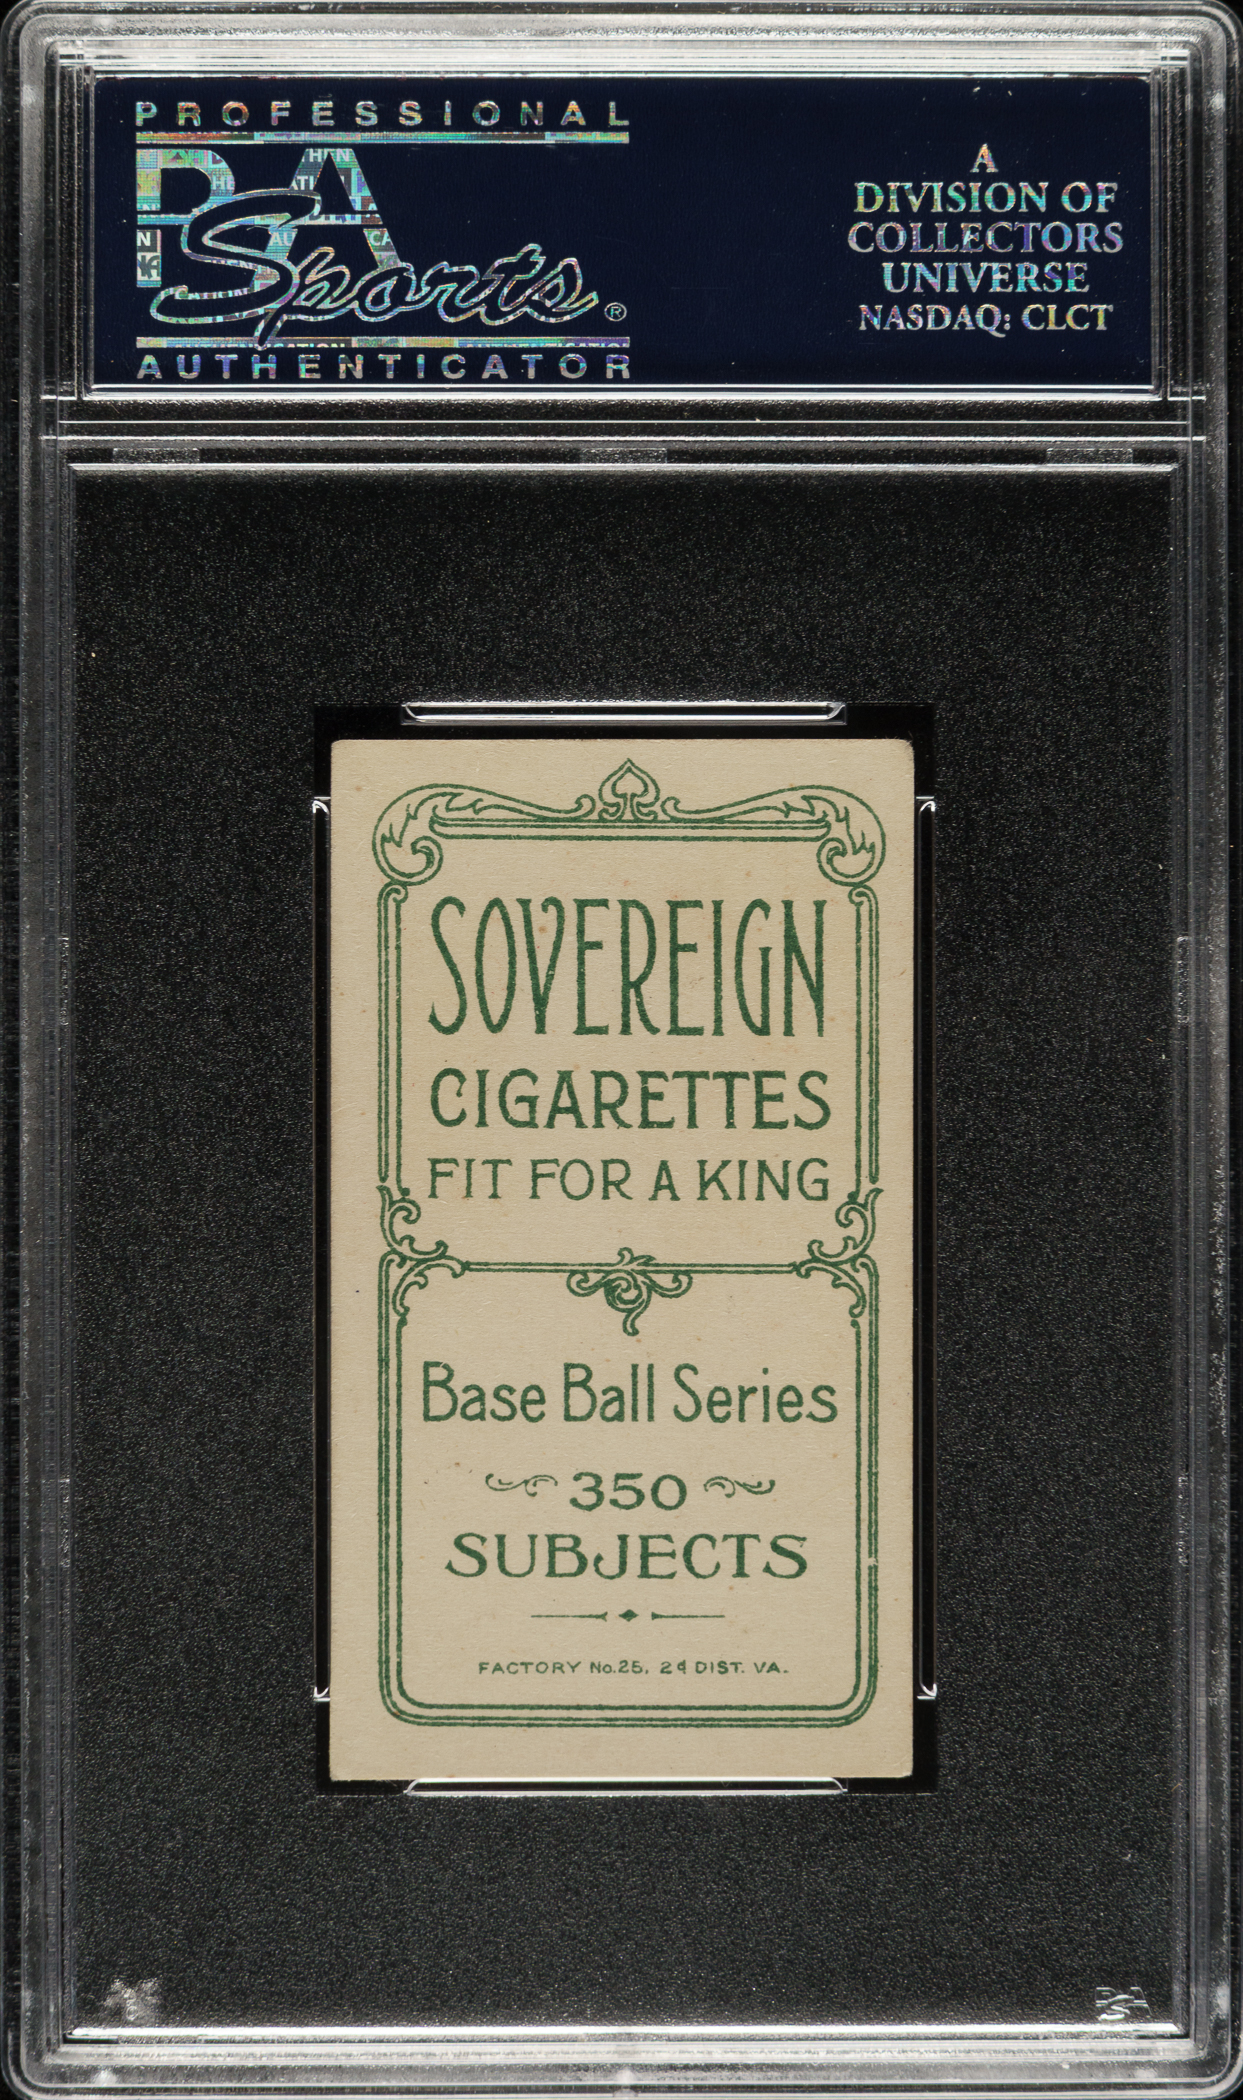 PROFESSIONAL
PSA
Sports®
AUTHENTICATOR
A
DIVISION OF
COLLECTORS
UNIVERSE
NASDAQ: CLCT
SOVEREIGN
CIGARETTES
FIT FOR A KING
Base Ball Series
350
SUBJECTS
FACTORY No. 25, 2d DIST. VA.
PSA